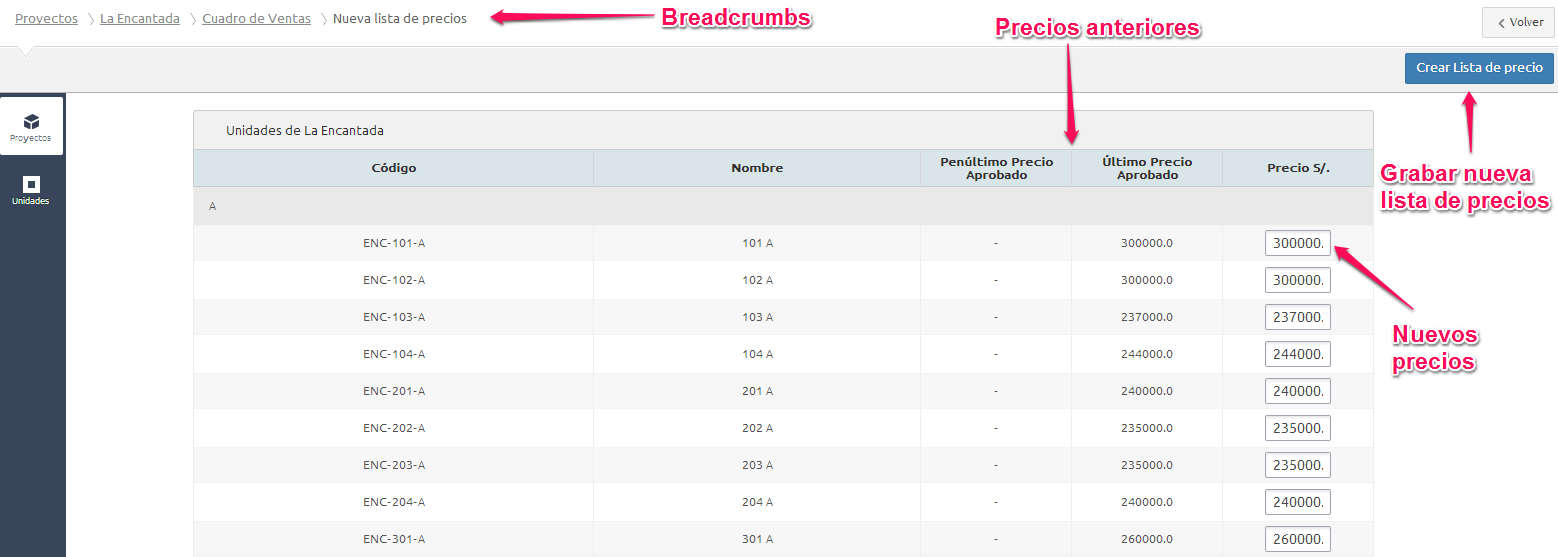 Proyectos La Encantada Cuadro de Ventas Nueva lista de precios
Breadcrumbs
Precios anteriores
Volver
Crear Lista de precio
Proyectos
Unidades
Grabar nueva
lista de precios
Nuevos
precios
Unidades de La Encantada
Código Nombre Penúltimo Precio Aprobado Último Precio Aprobado Precio S/.
A
ENC-101-A 101 A - 300000.0 300000.
ENC-102-A 102 A - 300000.0 300000.
ENC-103-A 103 A - 237000.0 237000.
ENC-104-A 104 A - 244000.0 244000.
ENC-201-A 201 A - 240000.0 240000.
ENC-202-A 202 A - 235000.0 235000.
ENC-203-A 203 A - 235000.0 235000.
ENC-204-A 204 A - 240000.0 240000.
ENC-301-A 301 A - 260000.0 260000.